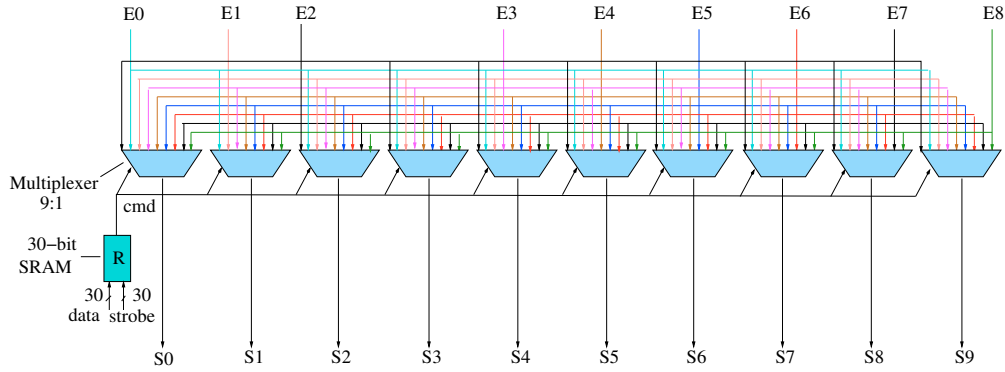 E0 E1 E2 E3 E4 E5 E6 E7 E8
Multiplexer
9:1
cmd
30−bit
SRAM
R
30 30
data strobe
S0 S1 S2 S3 S4 S5 S6 S7 S8 S9